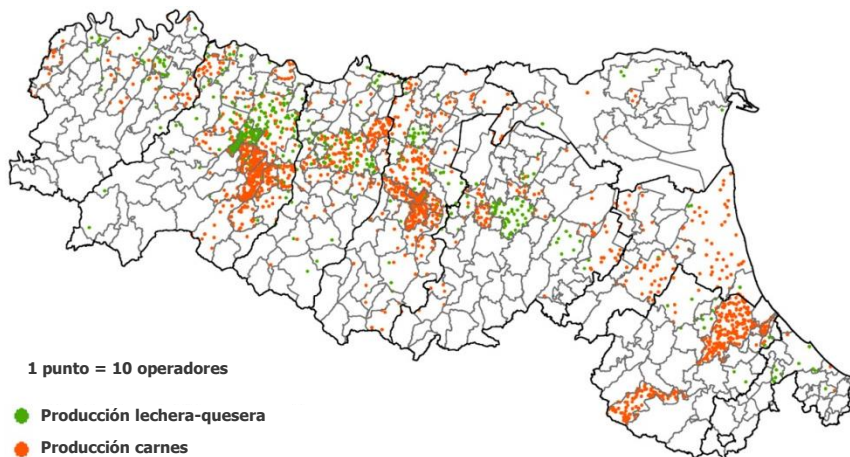 1 punto = 10 operadores
Producción lechera-quesera
Producción carnes